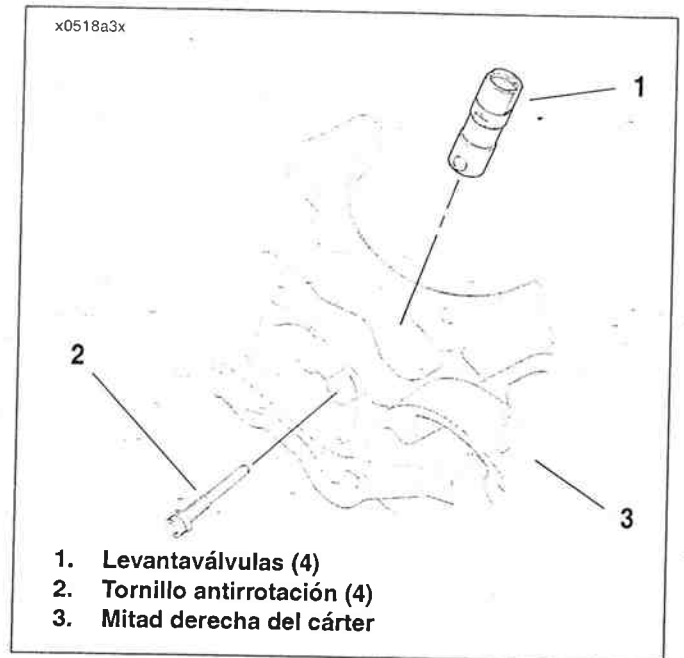 x0518a3x
1
2
3
1. Levantaválvulas (4)
2. Tornillo antirrotación (4)
3. Mitad derecha del cárter